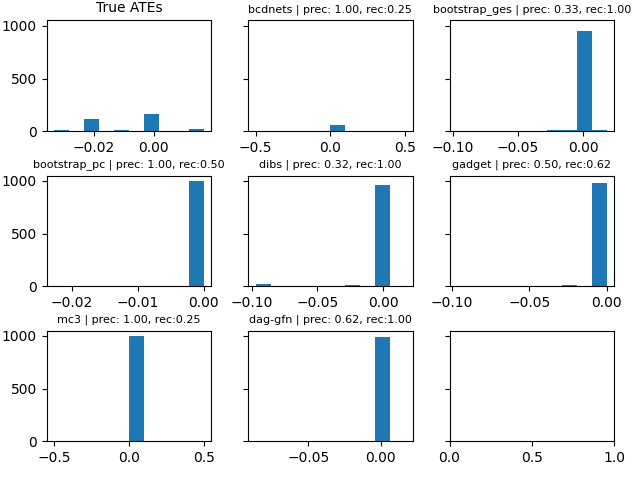 True ATEs
bcdnets | prec: 1.00, rec:0.25
bootstrap_ges | prec: 0.33, rec:1.00
1000
500
0
−0.02 0.00
−0.5 0.0 0.5
−0.10 −0.05 0.00
bootstrap_pc | prec: 1.00, rec:0.50
dibs | prec: 0.32, rec:1.00
gadget | prec: 0.50, rec:0.62
1000
500
0
−0.02 −0.01 0.00
−0.10 −0.05 0.00
−0.10 −0.05 0.00
mc3 | prec: 1.00, rec:0.25
dag-gfn | prec: 0.62, rec:1.00
1000
500
0
−0.5 0.0 0.5
−0.05 0.00
0.0 0.5 1.0